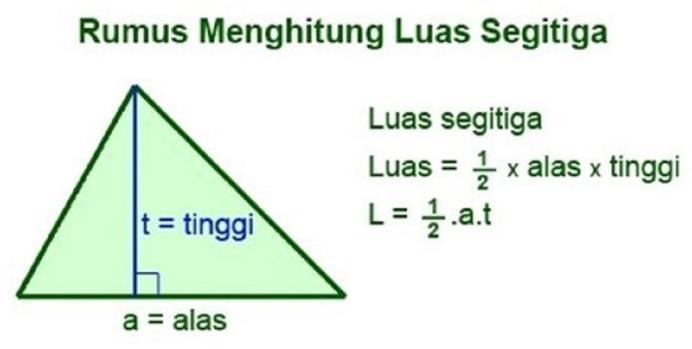 Rumus Menghitung Luas Segitiga
t = tinggi
a = alas
Luas segitiga
Luas = 1/2 x alas x tinggi
L = 1/2 .a.t